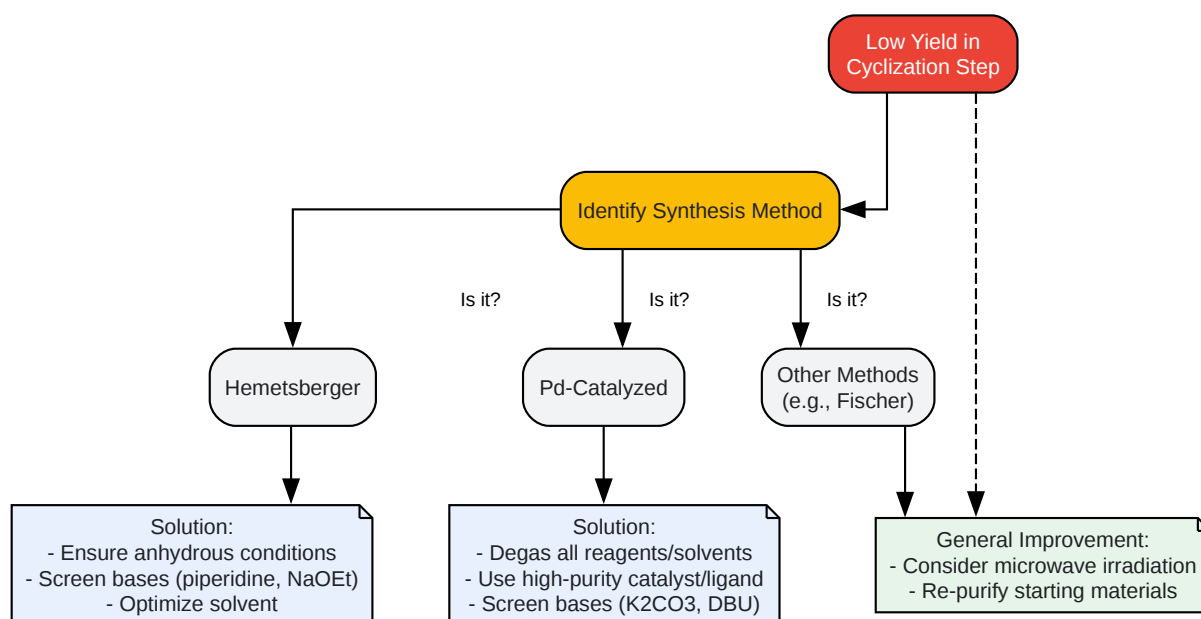 Low Yield in
Cyclization Step
Identify Synthesis Method
Is it?
Is it?
Is it?
Hemetsberger
Pd-Catalyzed
Other Methods
(e.g., Fischer)
Solution:
- Ensure anhydrous conditions
- Screen bases (piperidine, NaOEt)
- Optimize solvent
Solution:
- Degas all reagents/solvents
- Use high-purity catalyst/ligand
- Screen bases (K2CO3, DBU)
General Improvement:
- Consider microwave irradiation
- Re-purify starting materials